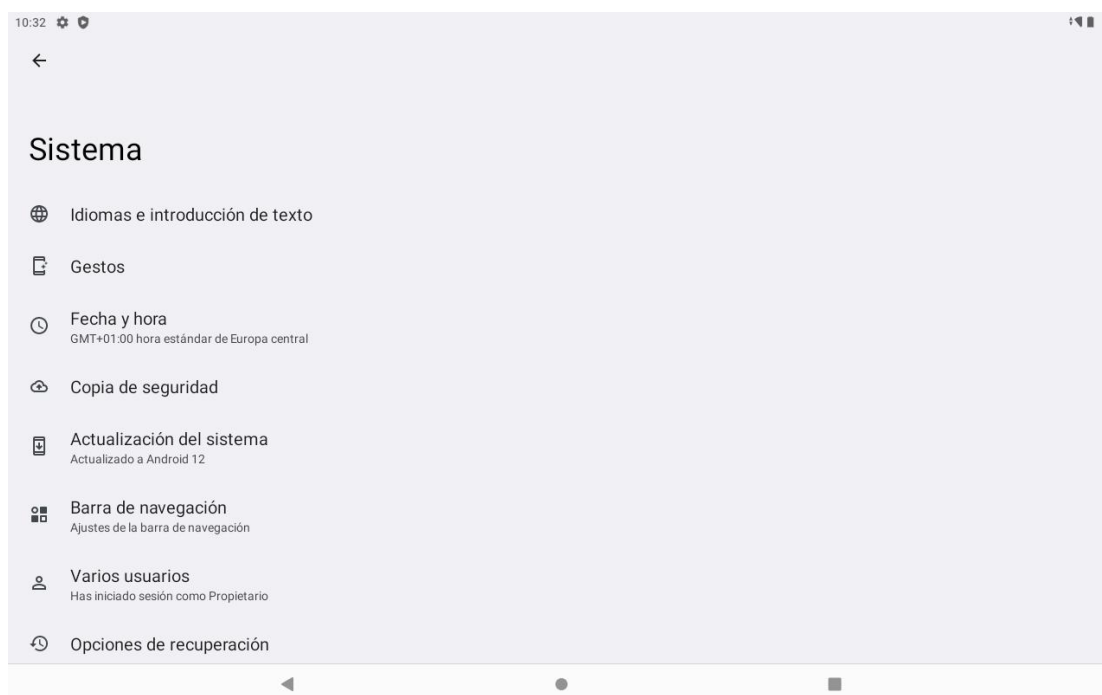 10:32
Sistema
Idiomas e introducción de texto
Gestos
Fecha y hora
GMT+01:00 hora estándar de Europa central
Copia de seguridad
Actualización del sistema
Actualizado a Android 12
Barra de navegación
Ajustes de la barra de navegación
Varios usuarios
Has iniciado sesión como Propietario
Opciones de recuperación